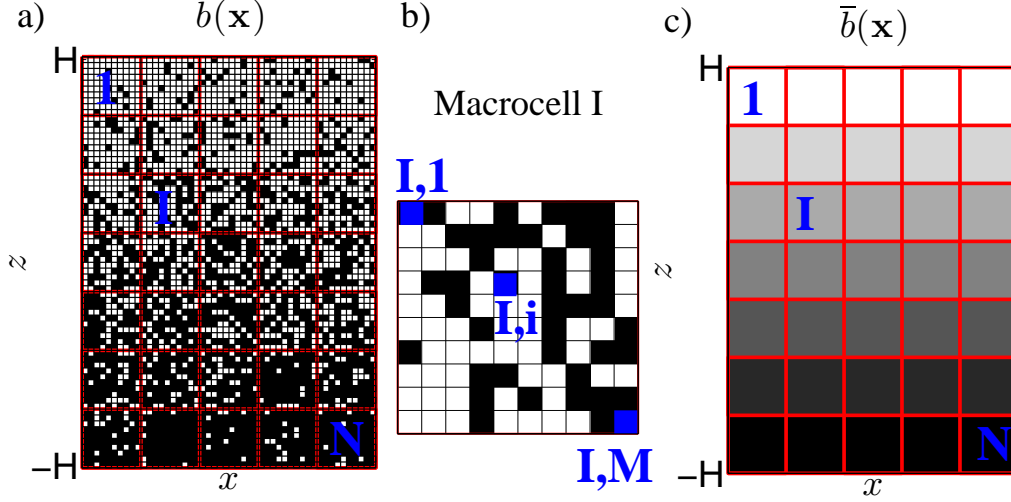 a)
b(x)
H
1
I
N
z
−H
x
b)
Macrocell I
I,1
I,i
I,M
c)
b̄(x)
H
1
I
N
z
−H
x